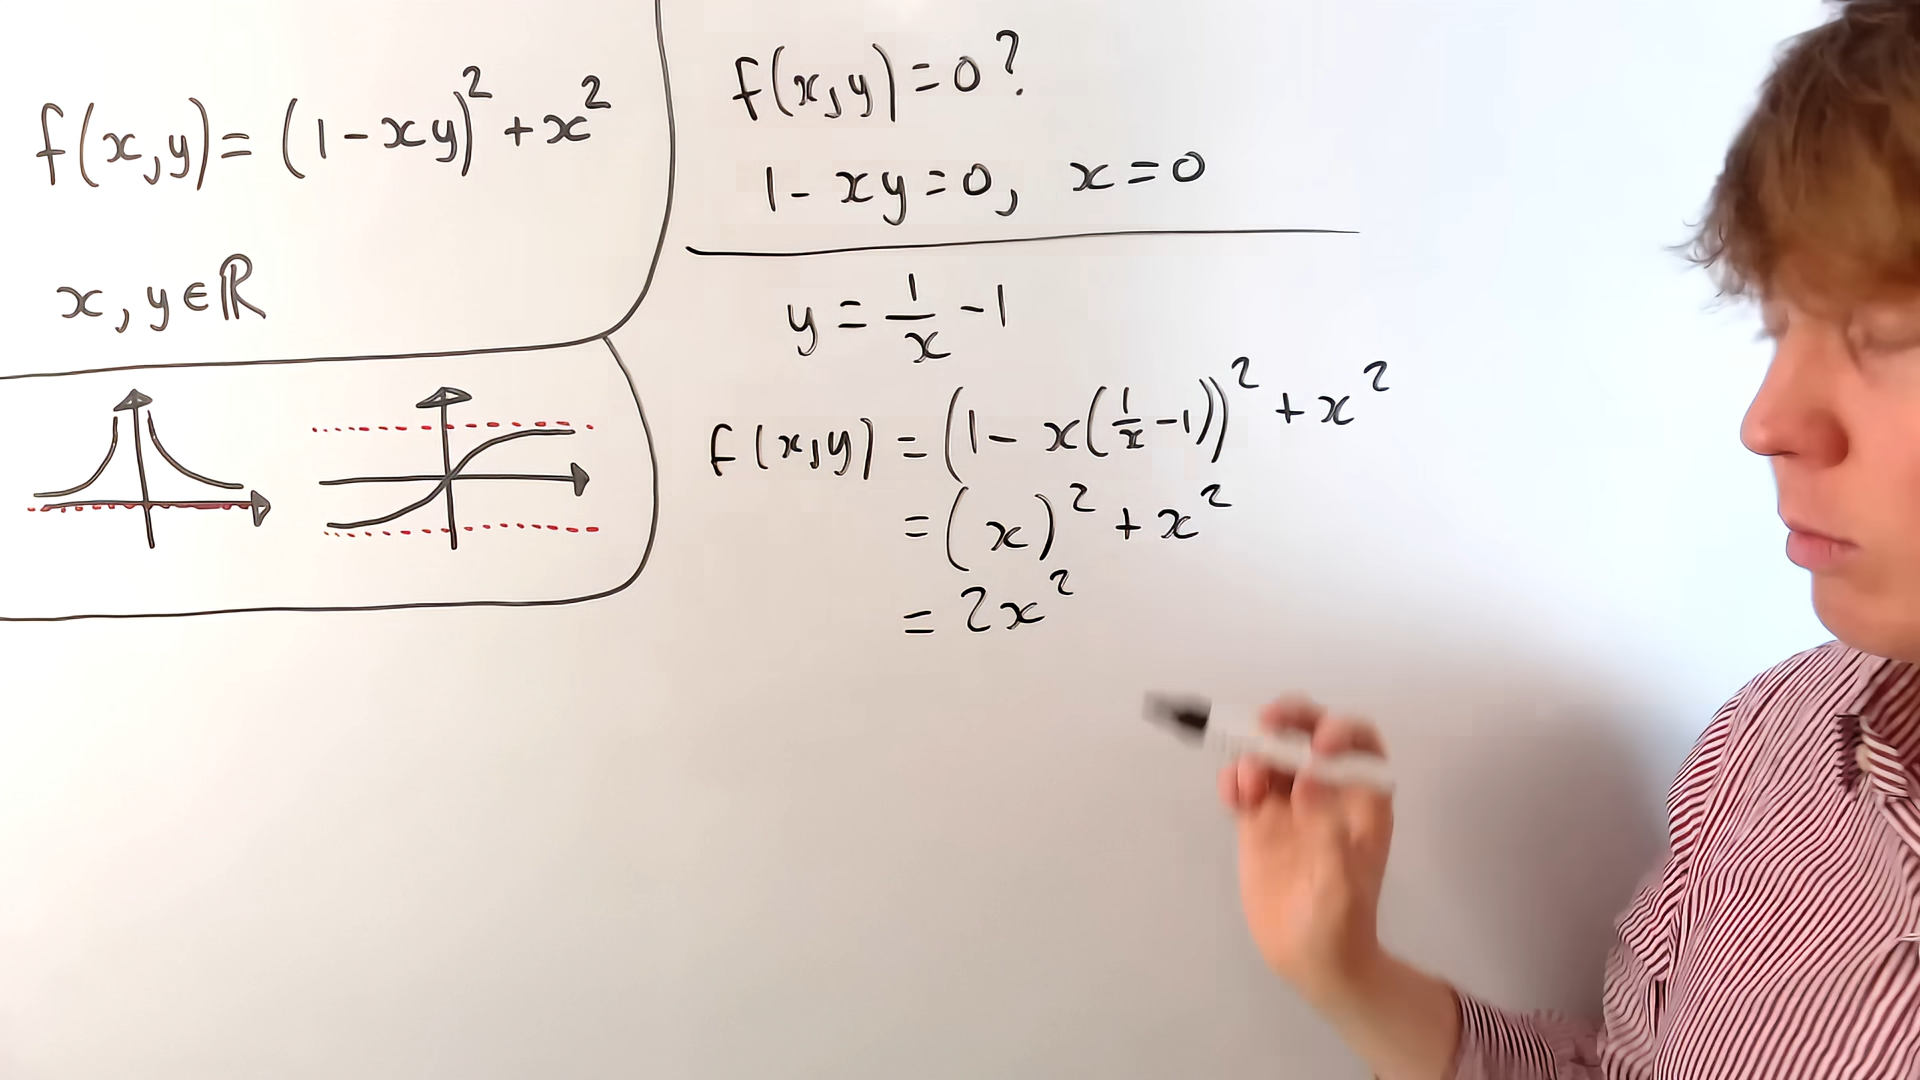 f(x,y) = (1-xy)² + x²
x, y ∈ ℝ
f(x,y) = 0?
1 - xy = 0, x = 0
y = 1/x - 1
f(x,y) = (1 - x(1/x - 1))² + x²
= (x)² + x²
= 2x²